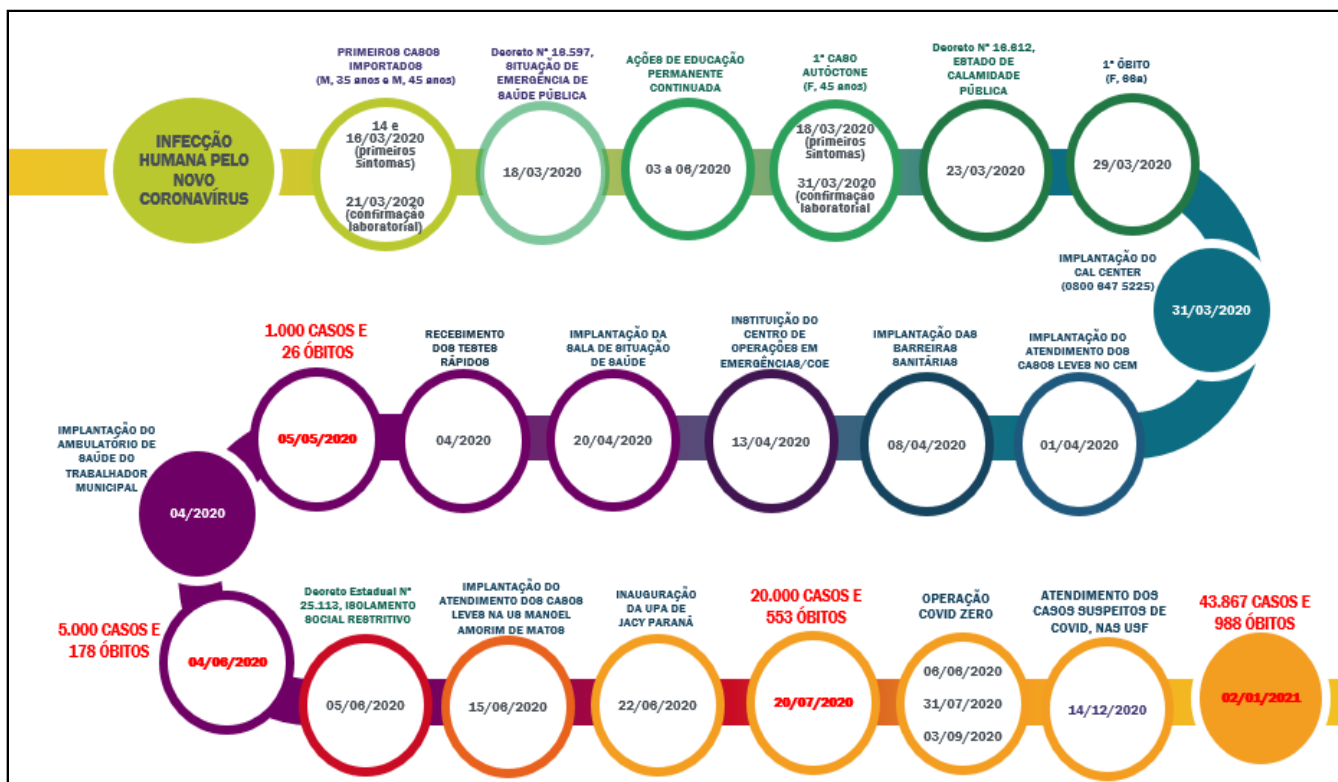 INFECÇÃO
HUMANA PELO
NOVO
CORONAVÍRUS
PRIMEIROS CASOS
IMPORTADOS
(M, 35 anos e M, 45 anos)
14 e
16/03/2020
(primeiros
sintomas)
21/03/2020
(confirmação
laboratorial)
Decreto Nº 16.597,
SITUAÇÃO DE
EMERGÊNCIA DE
SAÚDE PÚBLICA
18/03/2020
AÇÕES DE EDUCAÇÃO
PERMANENTE
CONTINUADA
03 a 06/2020
1º CASO
AUTÓCTONE
(F, 45 anos)
18/03/2020
(primeiros
sintomas)
31/03/2020
(confirmação
laboratorial
Decreto Nº 16.612,
ESTADO DE
CALAMIDADE
PÚBLICA
23/03/2020
1º ÓBITO
(F, 66a)
29/03/2020
IMPLANTAÇÃO DO
CAL CENTER
(0800 647 5225)
31/03/2020
IMPLANTAÇÃO DO
ATENDIMENTO DOS
CASOS LEVES NO CEM
01/04/2020
IMPLANTAÇÃO DAS
BARREIRAS
SANITÁRIAS
08/04/2020
INSTITUIÇÃO DO
CENTRO DE
OPERAÇÕES EM
EMERGÊNCIAS/COE
13/04/2020
IMPLANTAÇÃO DA
SALA DE SITUAÇÃO
DE SAÚDE
20/04/2020
RECEBIMENTO
DOS TESTES
RÁPIDOS
04/2020
1.000 CASOS E
26 ÓBITOS
05/05/2020
IMPLANTAÇÃO DO
AMBULATÓRIO DE
SAÚDE DO
TRABALHADOR
MUNICIPAL
04/2020
5.000 CASOS E
178 ÓBITOS
04/06/2020
Decreto Estadual Nº
25.113, ISOLAMENTO
SOCIAL RESTRITIVO
05/06/2020
IMPLANTAÇÃO DO
ATENDIMENTO DOS CASOS
LEVES NA US MANOEL
AMORIM DE MATOS
15/06/2020
INAUGURAÇÃO
DA UPA DE
JACY PARANÁ
22/06/2020
20.000 CASOS E
553 ÓBITOS
20/07/2020
OPERAÇÃO
COVID ZERO
06/06/2020
31/07/2020
03/09/2020
ATENDIMENTO DOS
CASOS SUSPEITOS DE
COVID, NAS USF
14/12/2020
43.867 CASOS E
988 ÓBITOS
02/01/2021